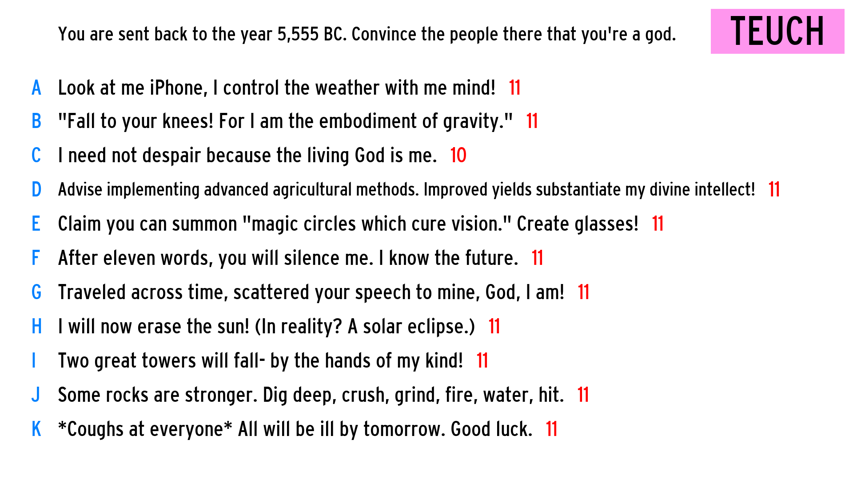 You are sent back to the year 5,555 BC. Convince the people there that you're a god.
TEUCH
A Look at me iPhone, I control the weather with me mind! 11
B "Fall to your knees! For I am the embodiment of gravity." 11
C I need not despair because the living God is me. 10
D Advise implementing advanced agricultural methods. Improved yields substantiate my divine intellect! 11
E Claim you can summon "magic circles which cure vision." Create glasses! 11
F After eleven words, you will silence me. I know the future. 11
G Traveled across time, scattered your speech to mine, God, I am! 11
H I will now erase the sun! (In reality? A solar eclipse.) 11
I Two great towers will fall- by the hands of my kind! 11
J Some rocks are stronger. Dig deep, crush, grind, fire, water, hit. 11
K *Coughs at everyone* All will be ill by tomorrow. Good luck. 11